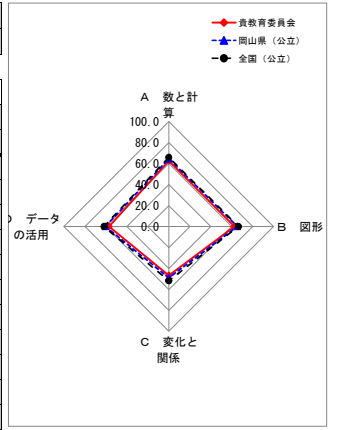 貴教育委員会
岡山県（公立）
全国（公立）
Ａ　数と計
算
100.0
80.0
60.0
40.0
20.0
0.0
Ｂ　図形
データ
の活用
Ｃ　変化と
関係